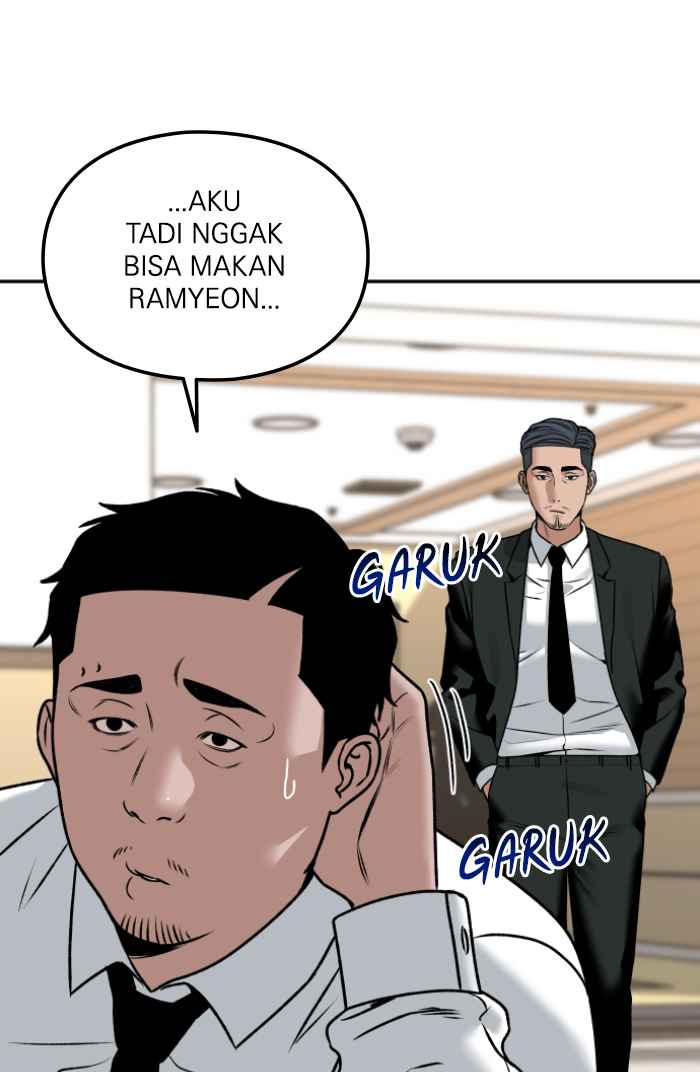 ...AKU
TADI NGGAK
BISA MAKAN
RAMYEON...
GARUK
GARUK